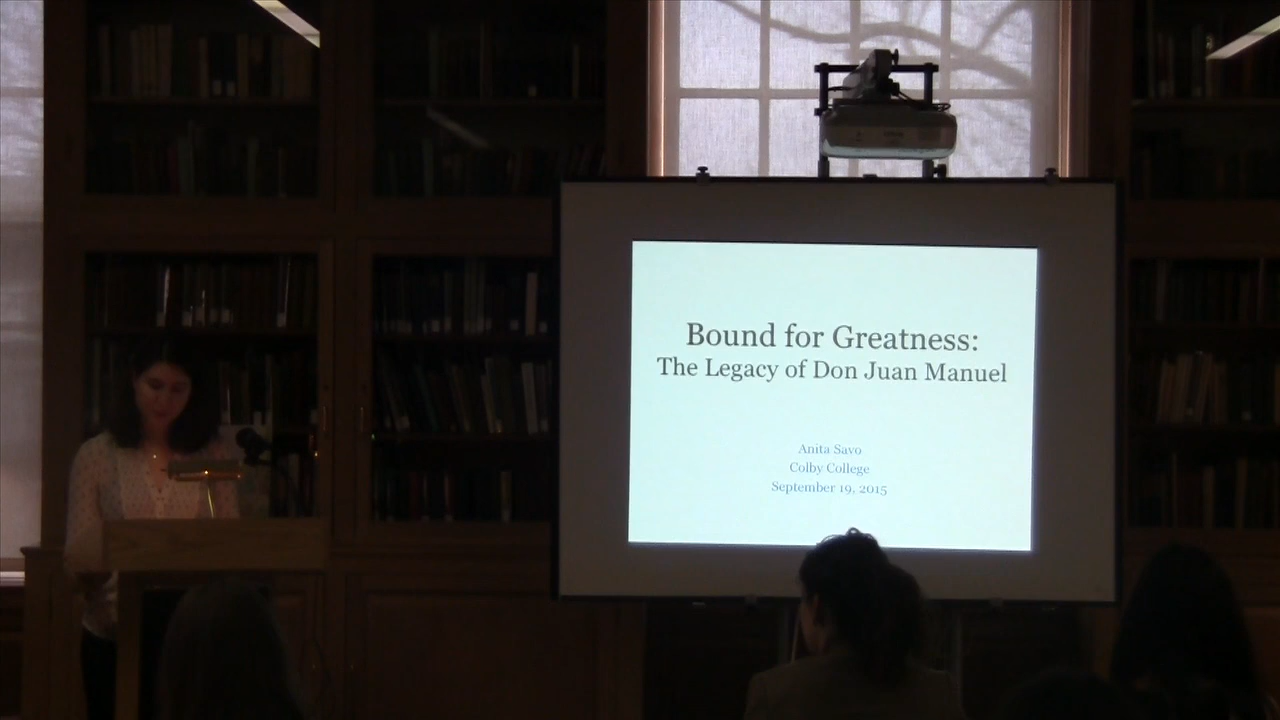 Bound for Greatness:
The Legacy of Don Juan Manuel
Anita Savo
Colby College
September 19, 2015